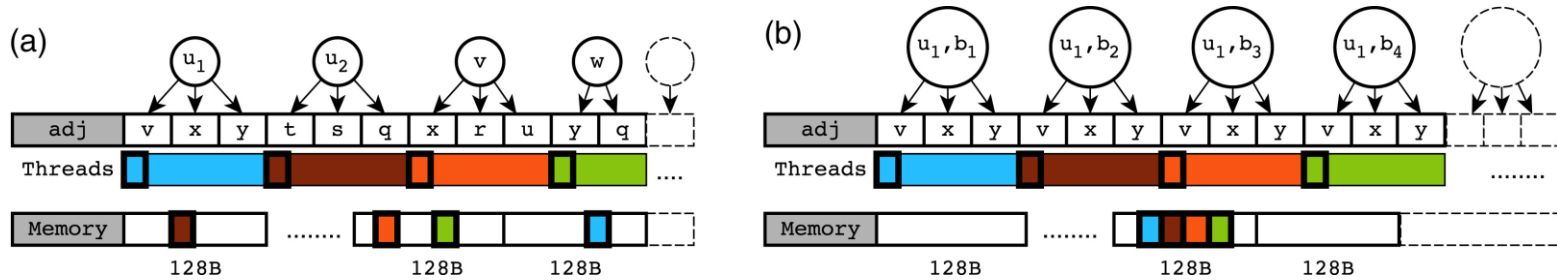 (a)
u₁ u₂ v w
adj v x y t s q x r u y q
Threads ....
Memory ........
128B 128B 128B
(b)
u₁,b₁ u₁,b₂ u₁,b₃ u₁,b₄
adj v x y v x y v x y v x y
Threads ........
Memory ........
128B 128B 128B